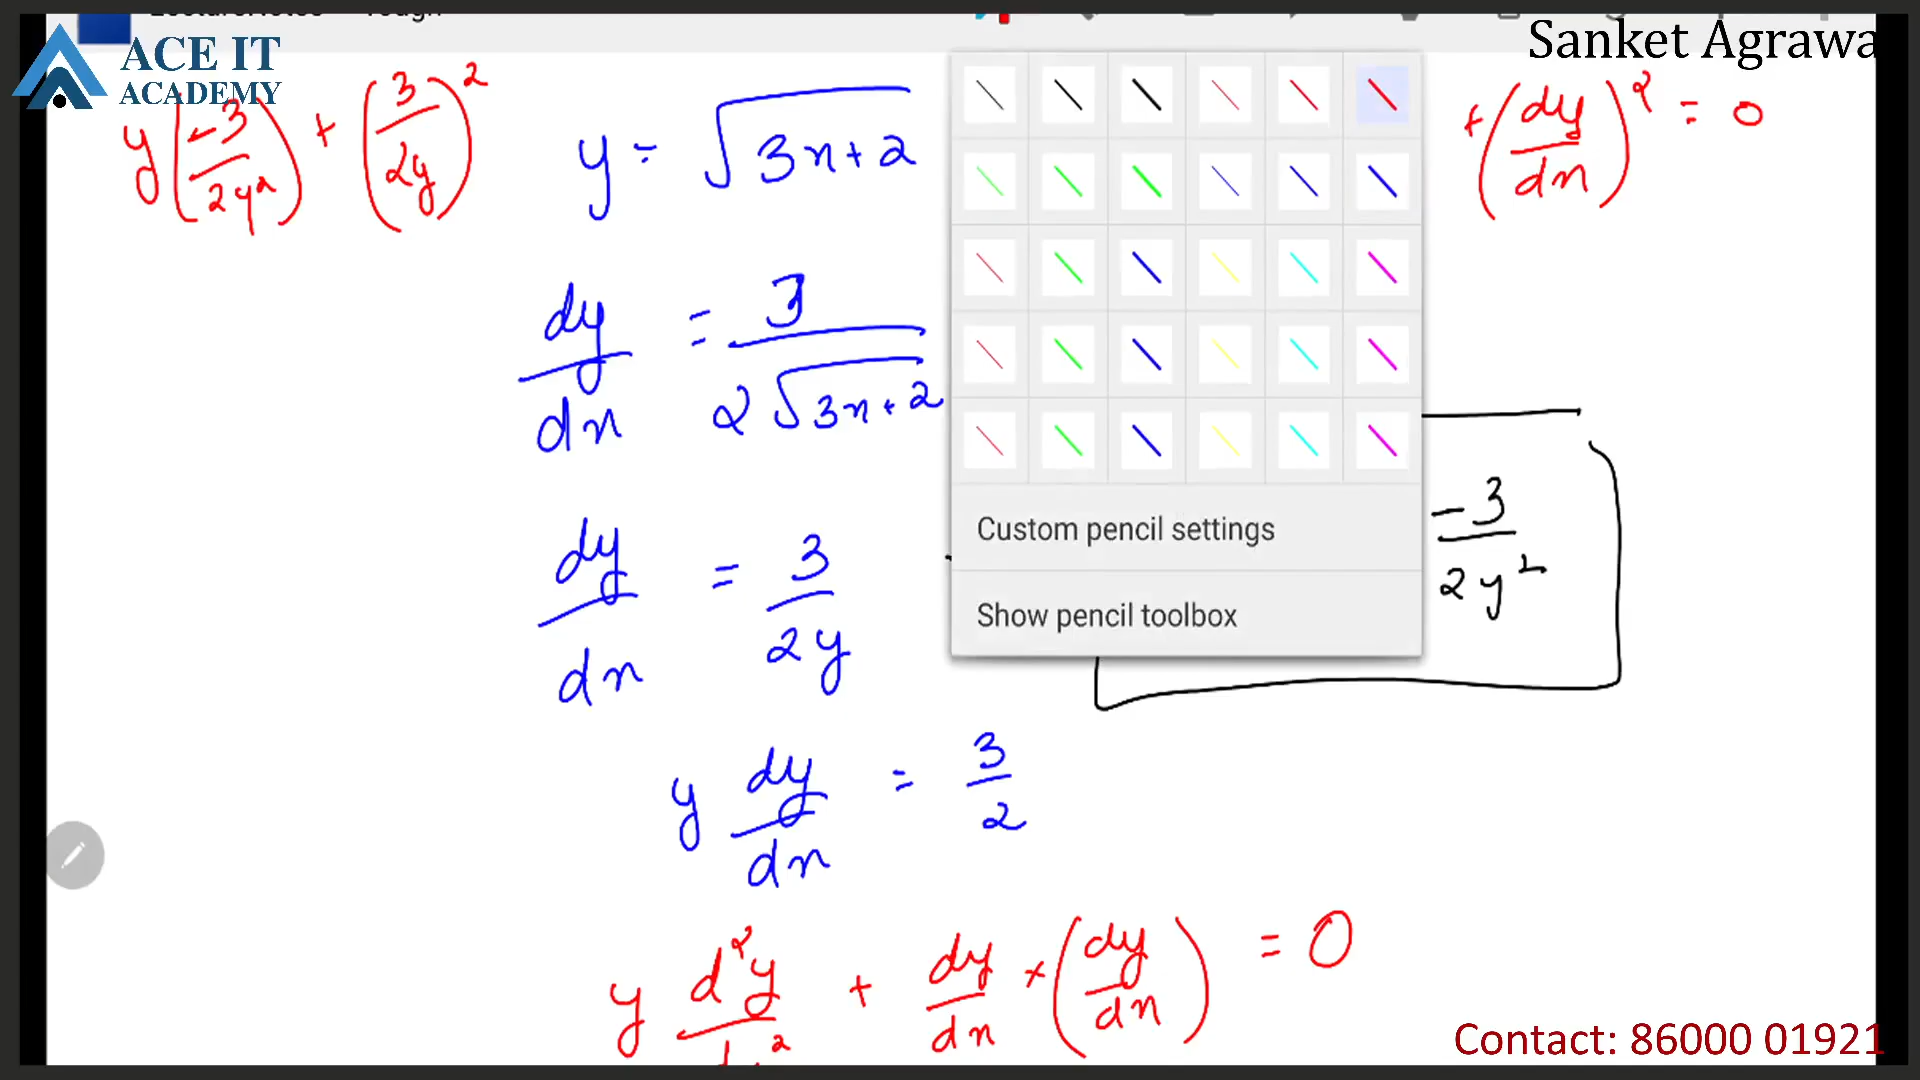 Sanket Agrawa
ACE IT
ACADEMY
y(-3/2y²) + (3/2y)²
y = √3x+2
+ (dy/dx)² = 0
dy/dx = 3/2√3x+2
-3/2y²
Custom pencil settings
Show pencil toolbox
dy/dx = 3/2y
y dy/dx = 3/2
y d²y/dx² + dy/dx × (dy/dx) = 0
Contact: 86000 01921